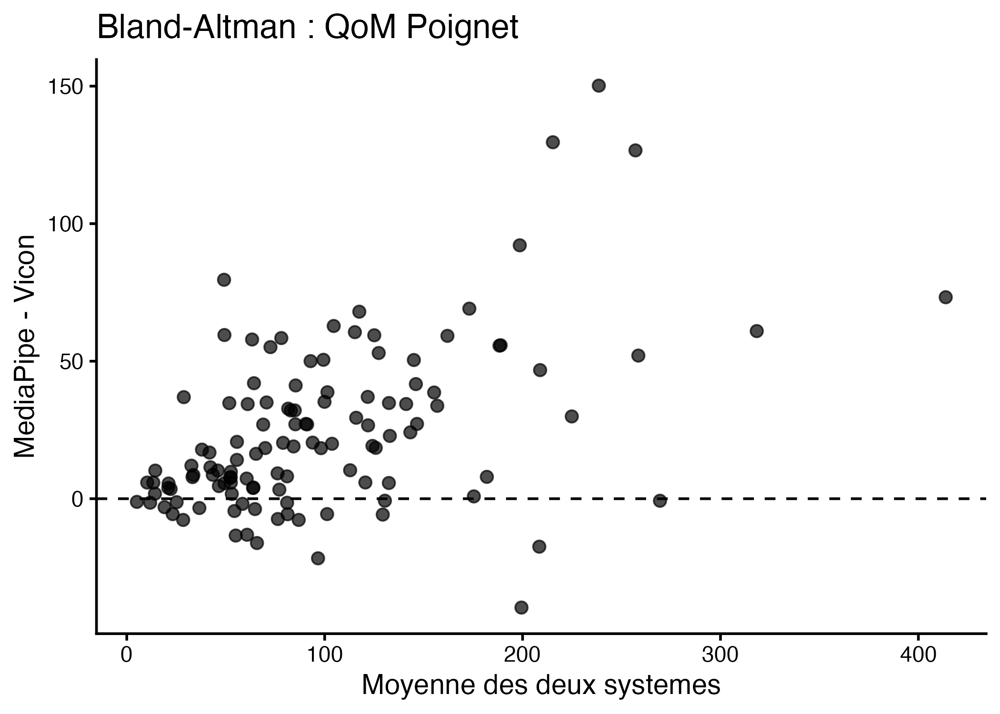 Bland-Altman : QoM Poignet
MediaPipe - Vicon
150
100
50
0
0 100 200 300 400
Moyenne des deux systemes